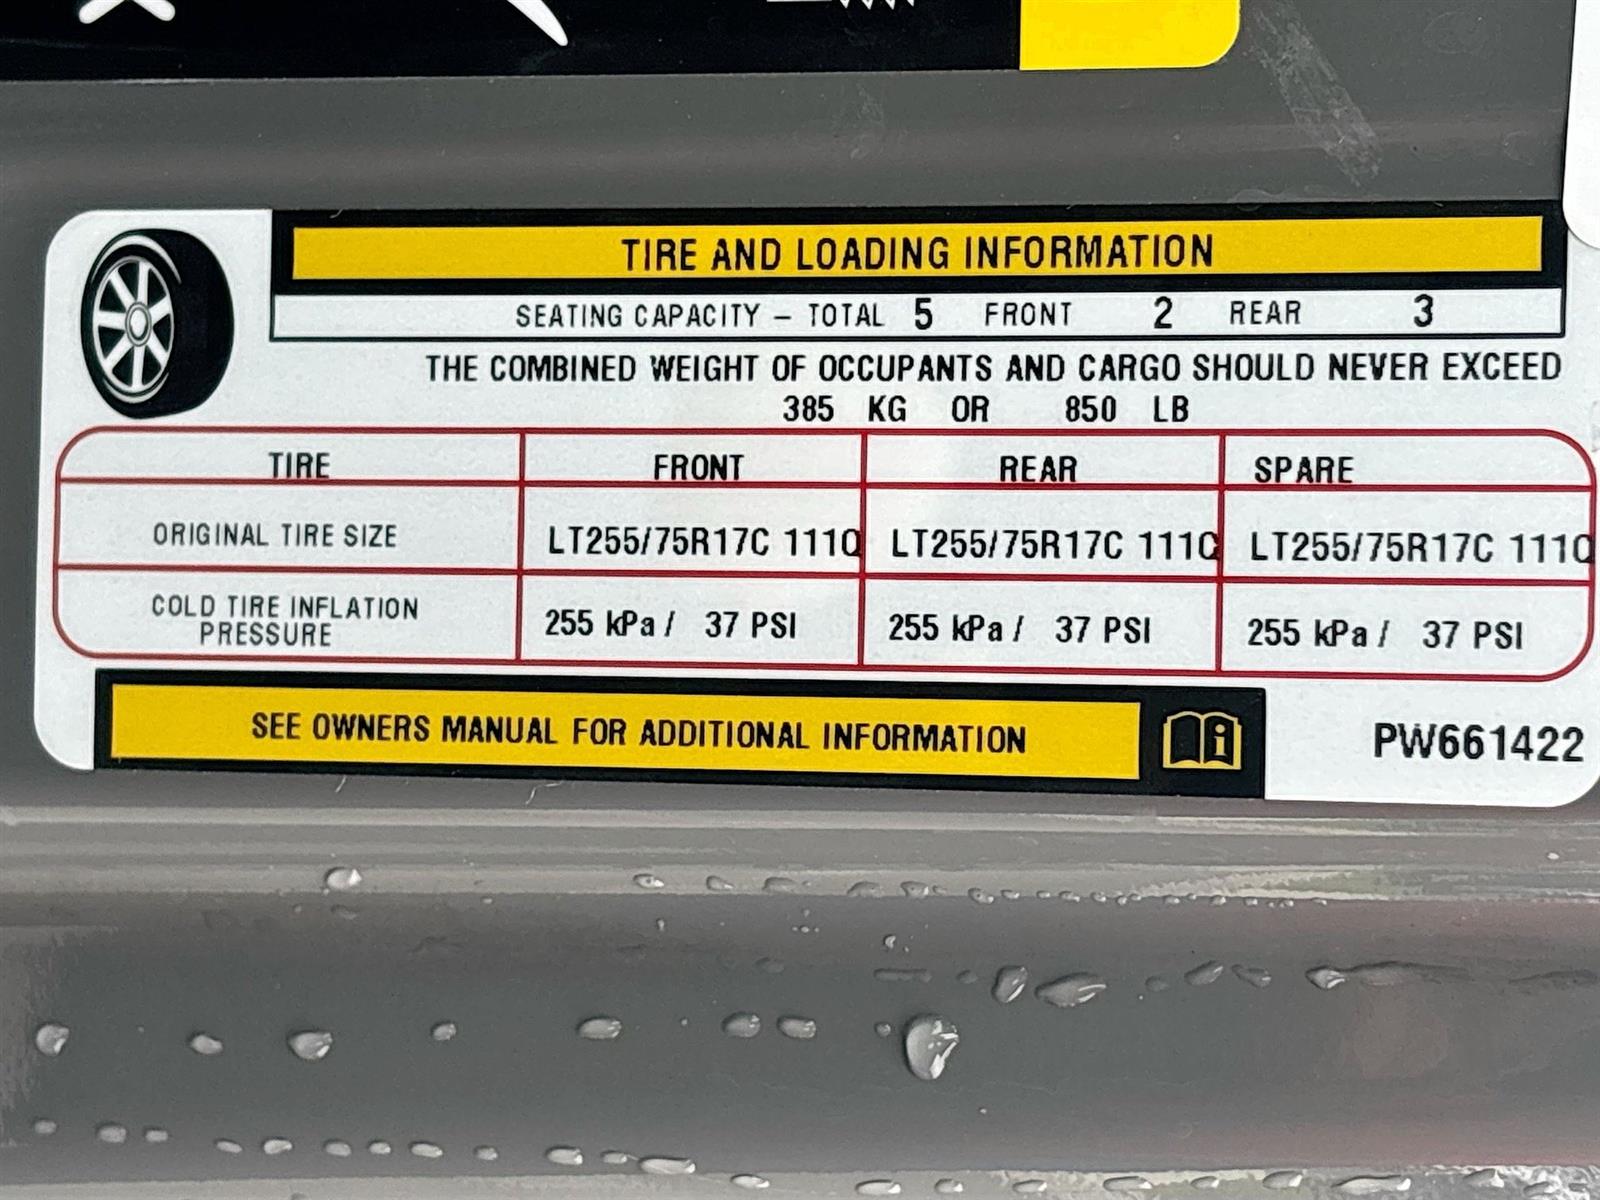 TIRE AND LOADING INFORMATION
SEATING CAPACITY – TOTAL 5 FRONT 2 REAR 3
THE COMBINED WEIGHT OF OCCUPANTS AND CARGO SHOULD NEVER EXCEED
385 KG OR 850 LB
TIRE FRONT REAR SPARE
ORIGINAL TIRE SIZE LT255/75R17C 111Q LT255/75R17C 111Q LT255/75R17C 111Q
COLD TIRE INFLATION
PRESSURE 255 kPa / 37 PSI 255 kPa / 37 PSI 255 kPa / 37 PSI
SEE OWNERS MANUAL FOR ADDITIONAL INFORMATION
PW661422